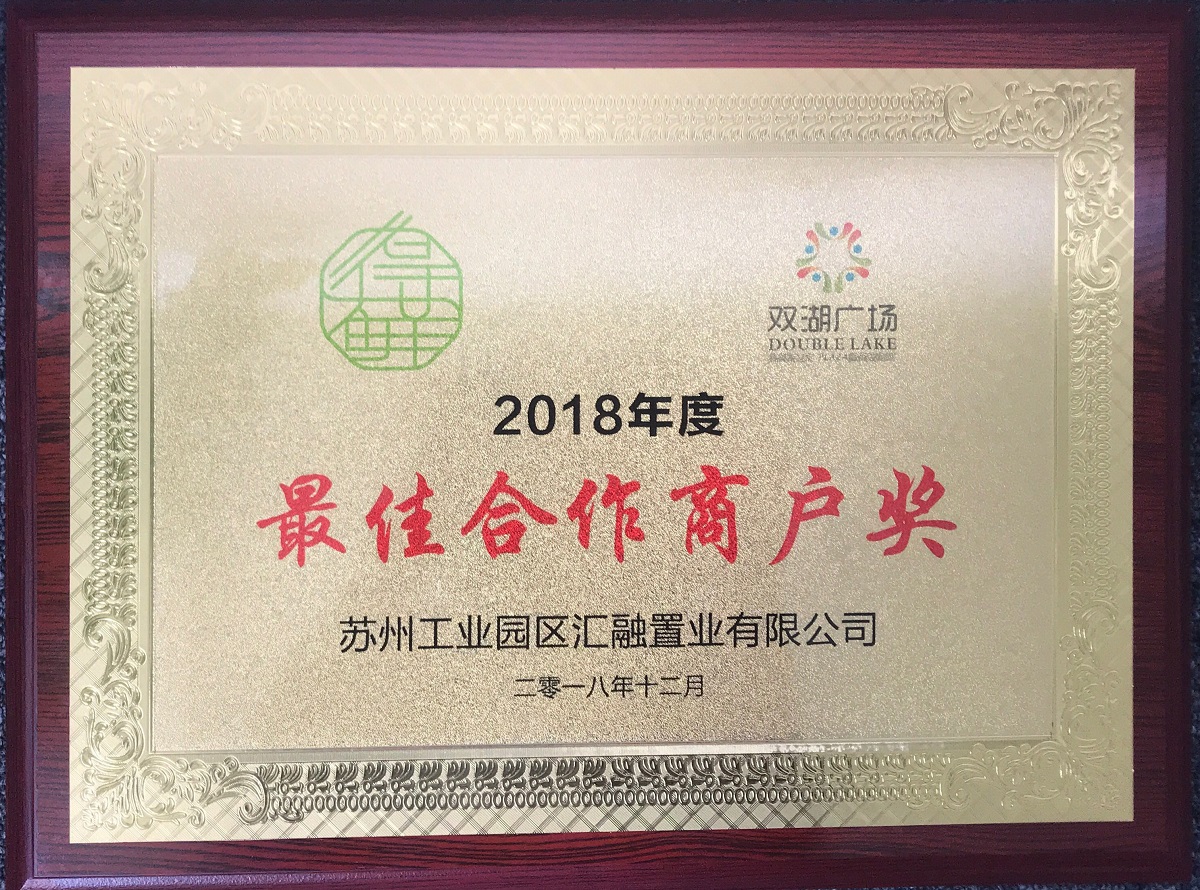 得鲜
双湖广场
DOUBLE LAKE
2018年度
最佳合作商户奖
苏州工业园区汇融置业有限公司
二零一八年十二月